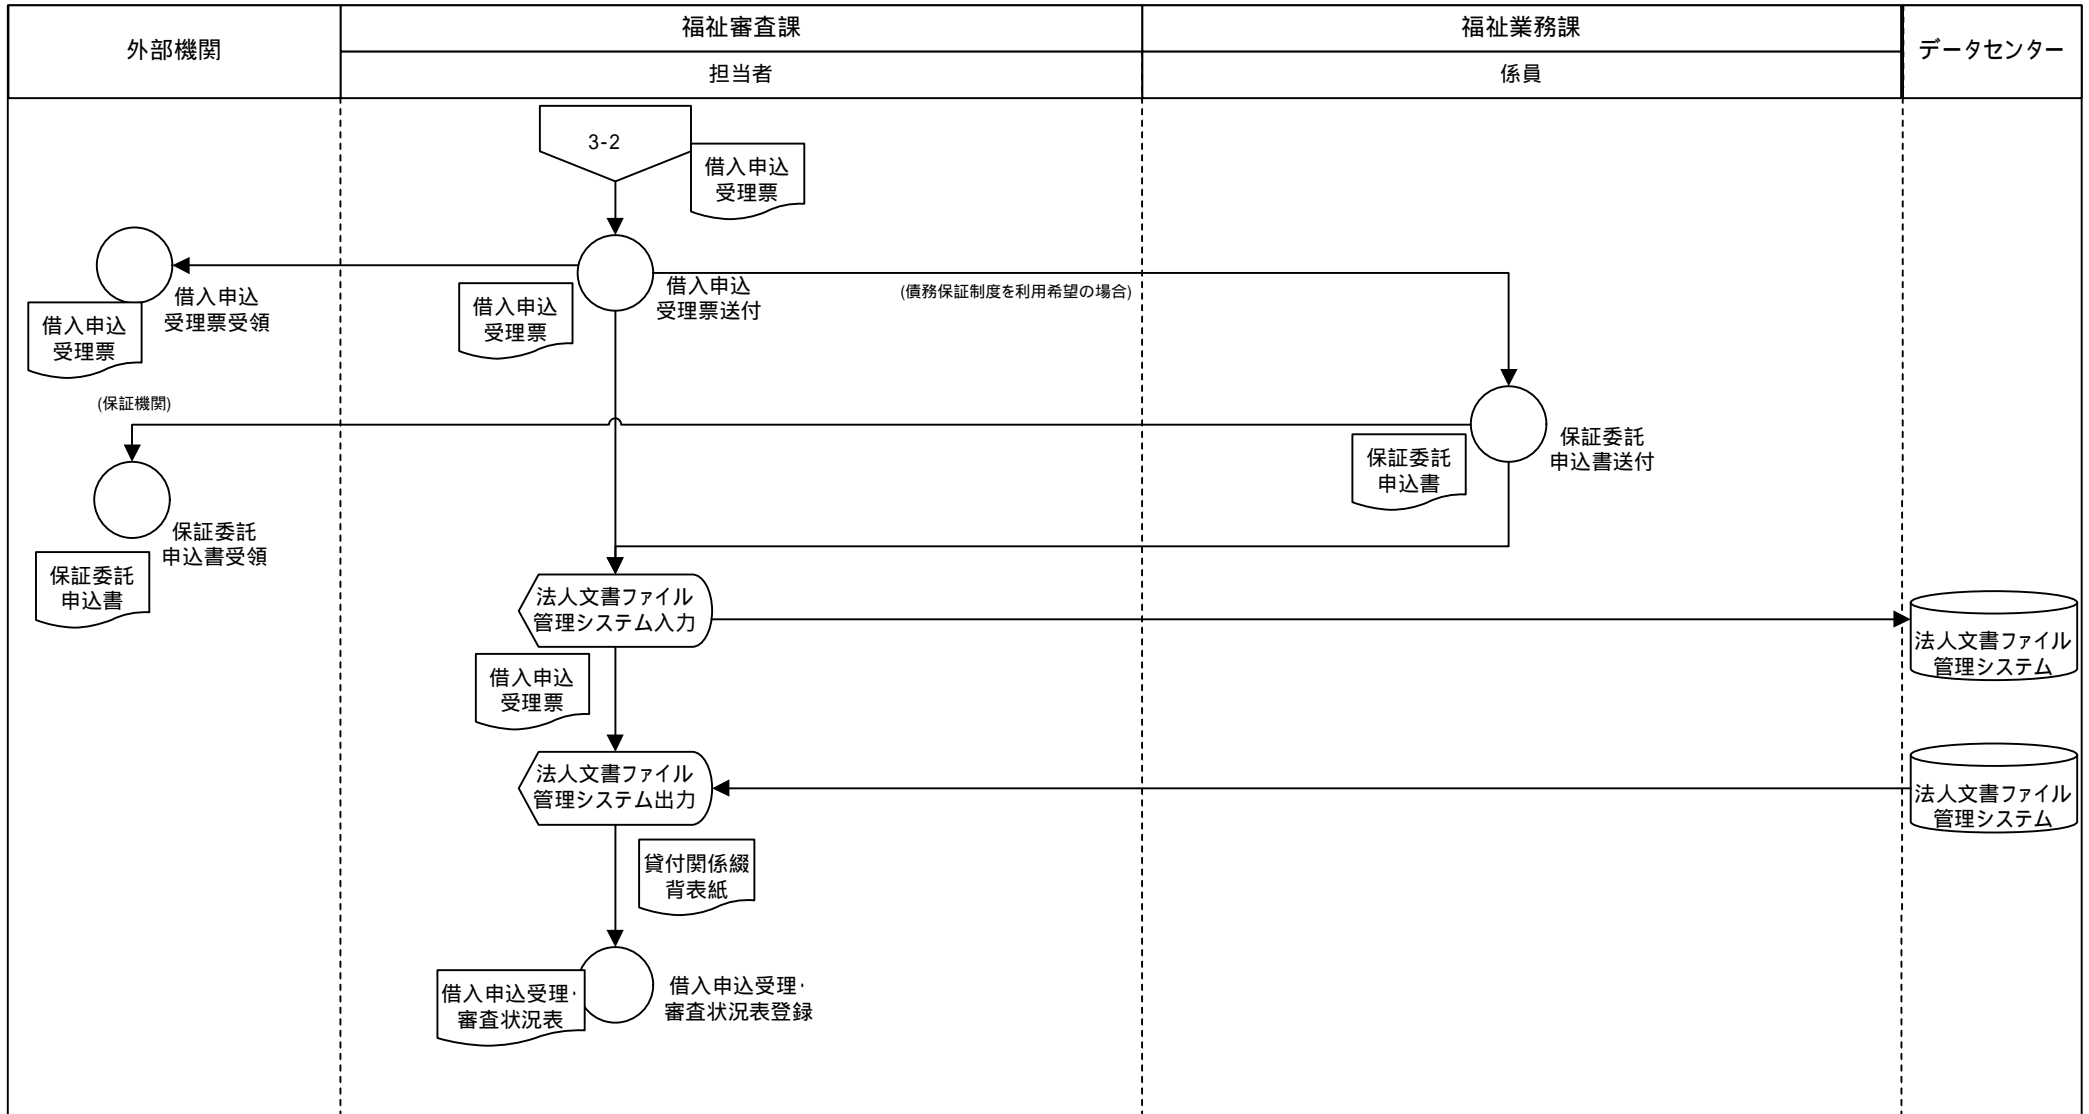 外部機関
福祉審査課
福祉業務課
データセンター
担当者
係員
3-2
借入申込
受理票
借入申込
受理票受領
借入申込
受理票
借入申込
受理票
借入申込
受理票送付
(債務保証制度を利用希望の場合)
(保証機関)
保証委託
申込書受領
保証委託
申込書
保証委託
申込書
保証委託
申込書送付
法人文書ファイル
管理システム入力
法人文書ファイル
管理システム
借入申込
受理票
法人文書ファイル
管理システム出力
法人文書ファイル
管理システム
貸付関係綴
背表紙
借入申込受理・
審査状況表
借入申込受理・
審査状況表登録